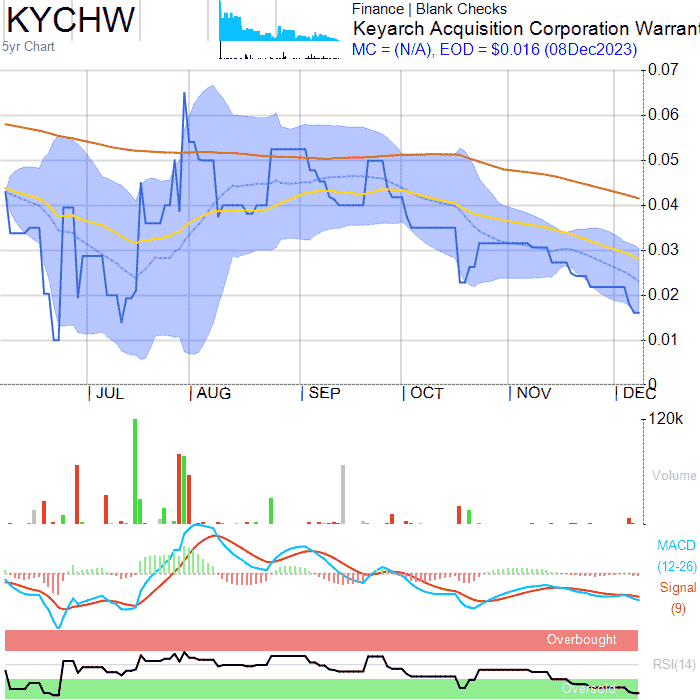 KYCHW
5yr Chart
Finance | Blank Checks
Keyarch Acquisition Corporation Warrant
MC = (N/A), EOD = $0.016 (08Dec2023)
0.07
0.06
0.05
0.04
0.03
0.02
0.01
0
JUL
AUG
SEP
OCT
NOV
DEC
120k
Volume
MACD
(12-26)
Signal
(9)
Overbought
RSI(14)
Oversold